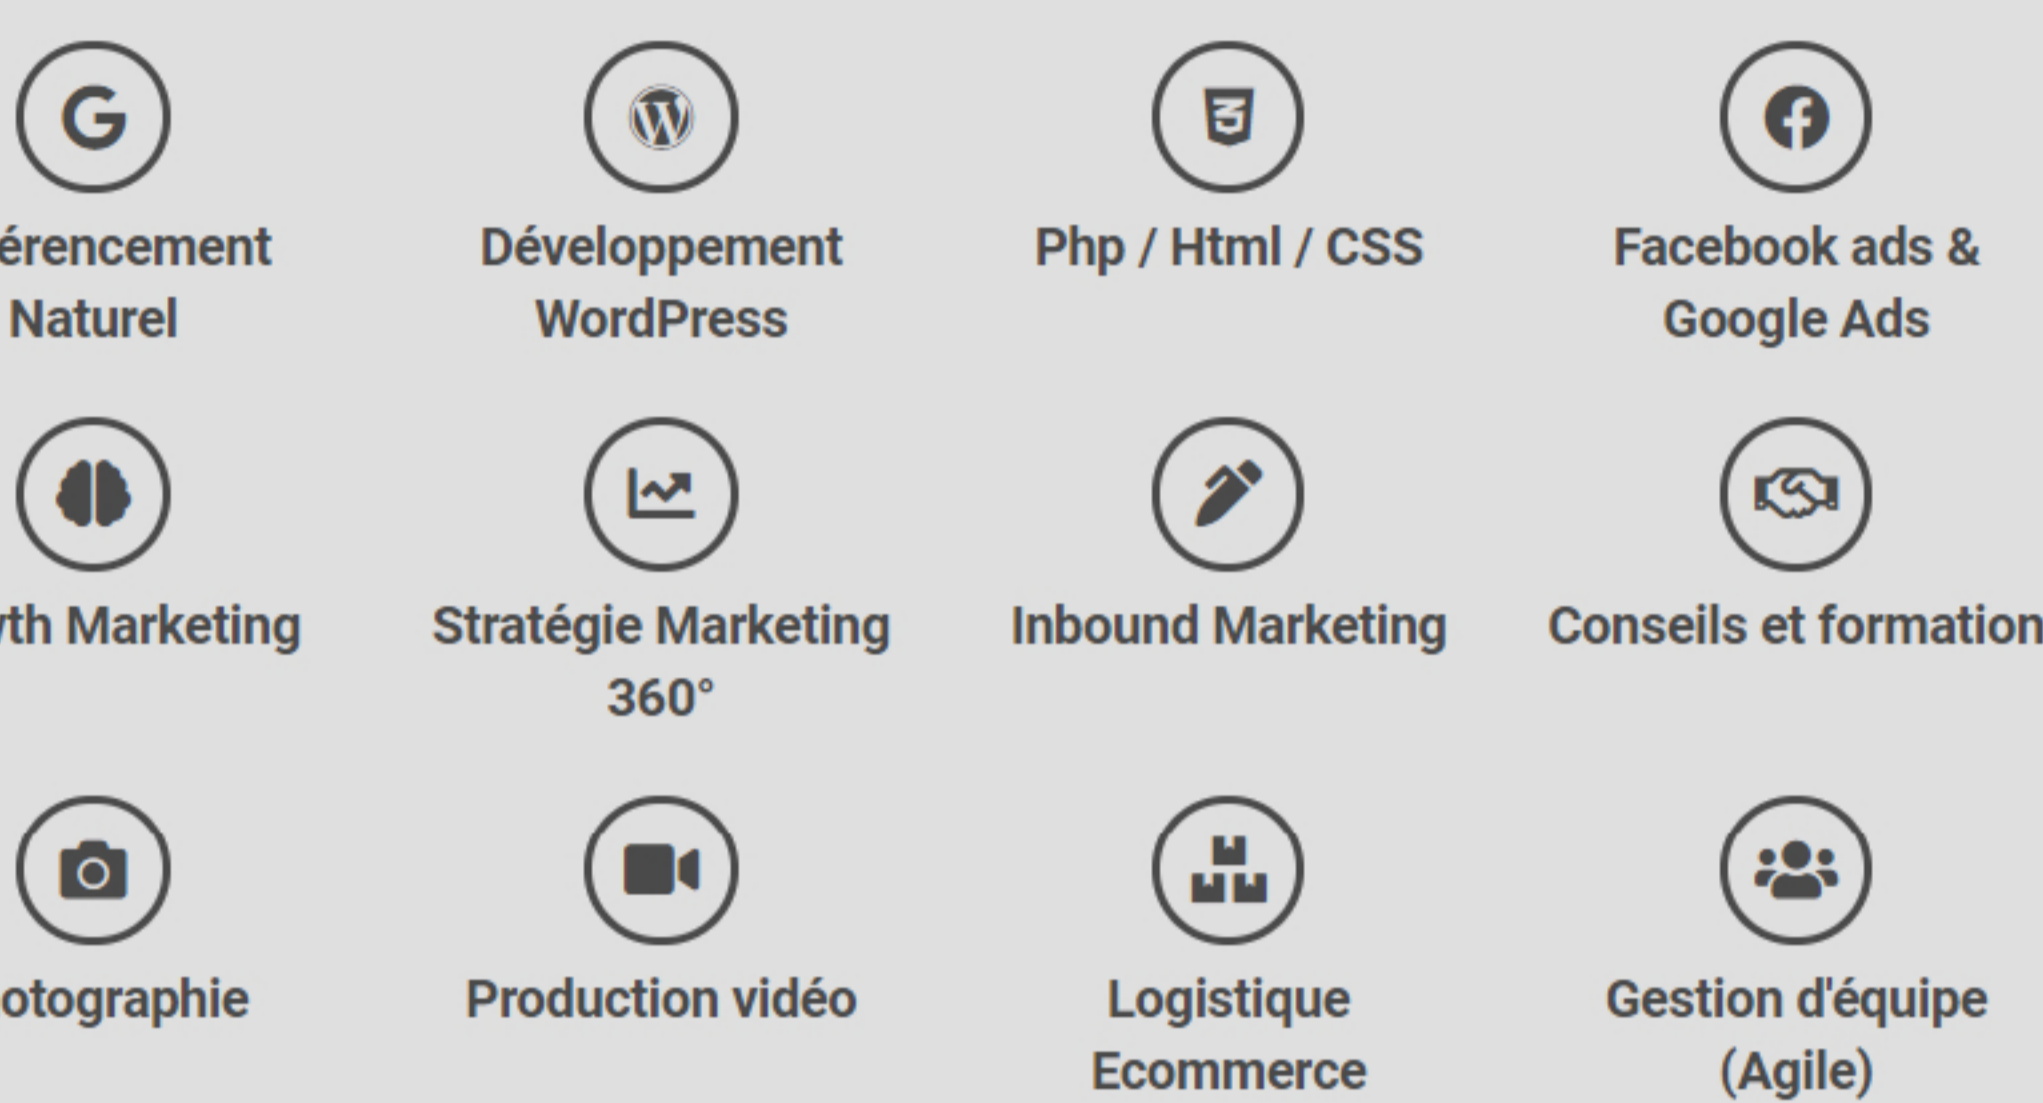 érencement
Développement
Php / Html / CSS
Facebook ads &
Naturel
WordPress
Google Ads
th Marketing
Stratégie Marketing
Inbound Marketing
Conseils et formation
360°
otographie
Production vidéo
Logistique
Gestion d'équipe
Ecommerce
(Agile)